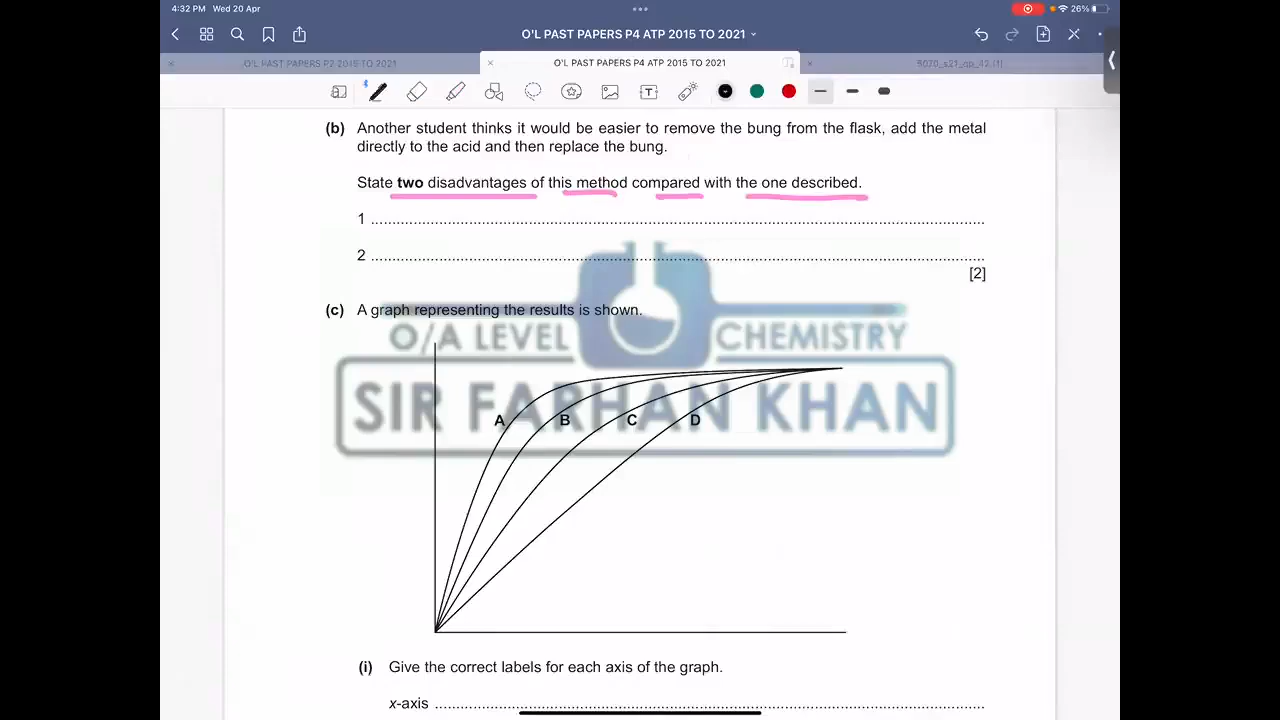 4:32 PM Wed 20 Apr
26%
O'L PAST PAPERS P4 ATP 2015 TO 2021
O'L PAST PAPERS P2 2015 TO 2021
O'L PAST PAPERS P4 ATP 2015 TO 2021
5070_s21_qp_42 (1)
(b) Another student thinks it would be easier to remove the bung from the flask, add the metal
directly to the acid and then replace the bung.
State two disadvantages of this method compared with the one described.
1
2
[2]
(c) A graph representing the results is shown.
O/A LEVEL CHEMISTRY
SIR FARHAN KHAN
A B C D
(i) Give the correct labels for each axis of the graph.
x-axis